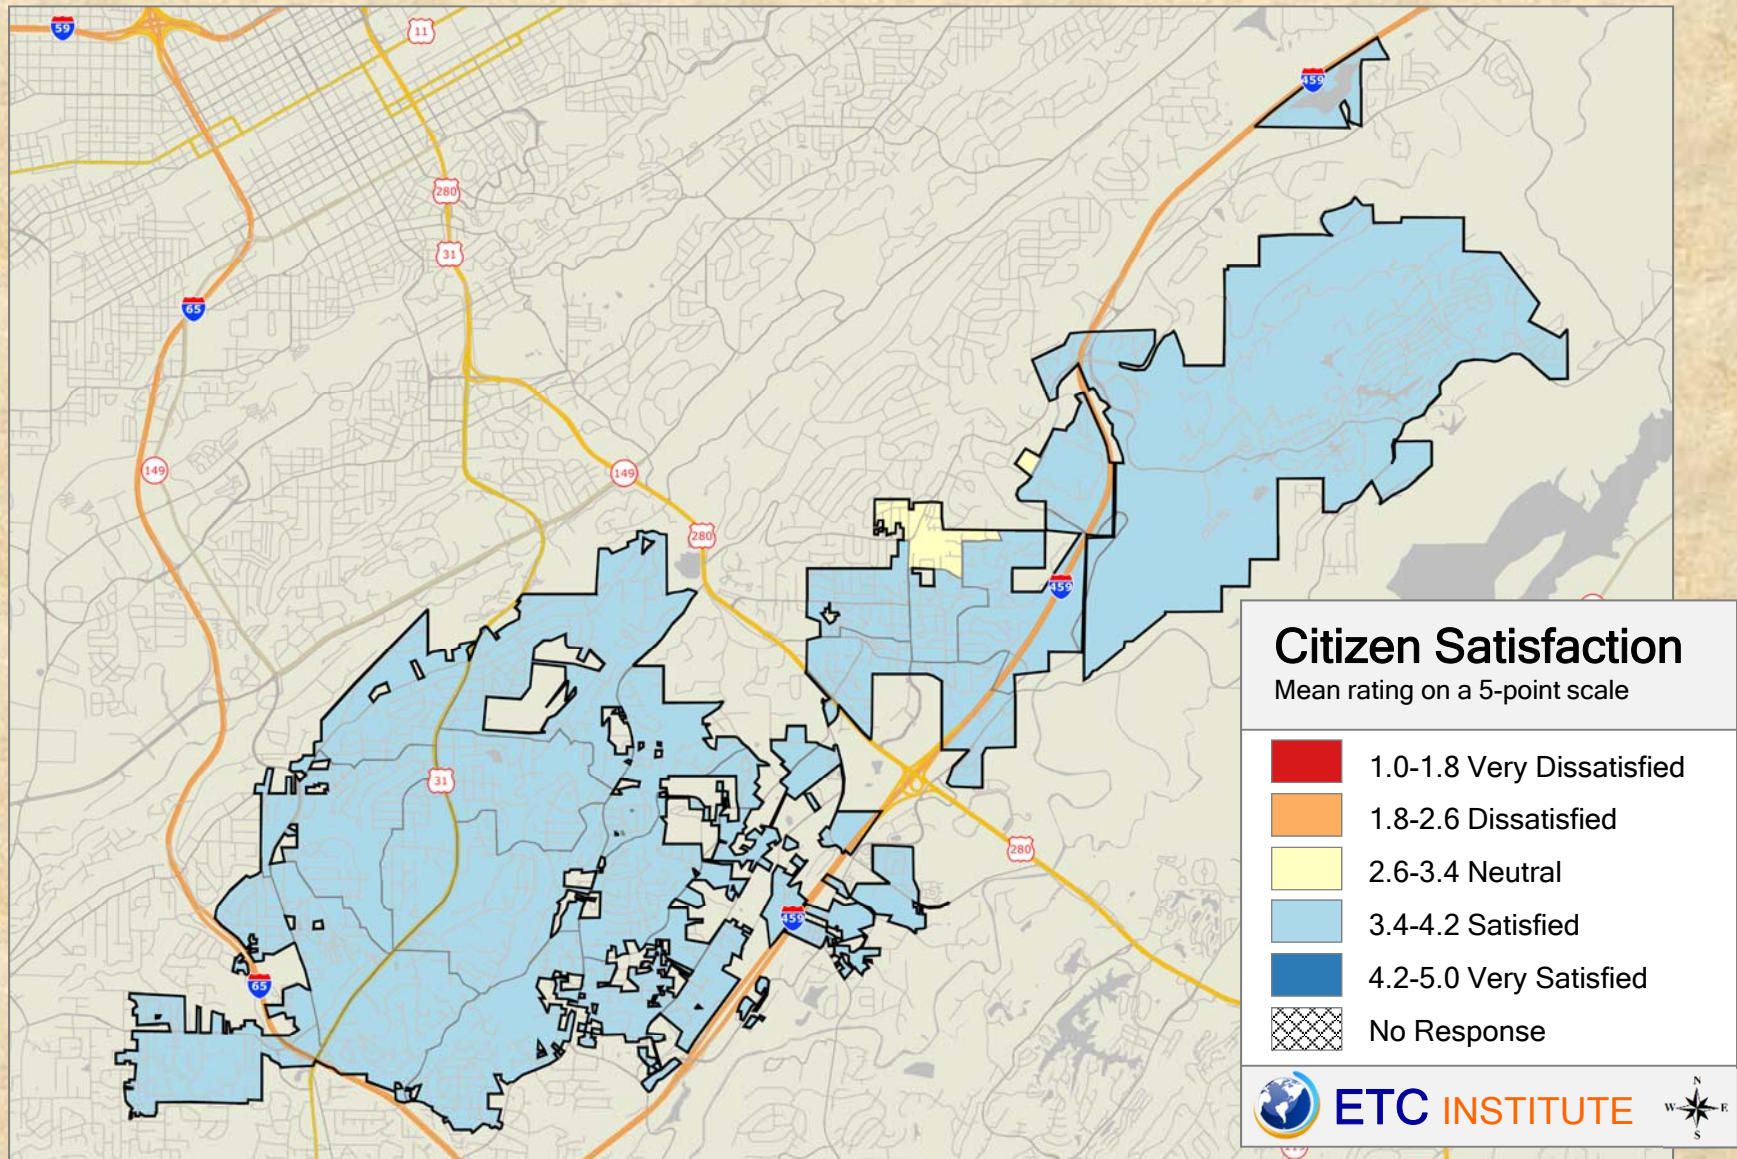 59
11
459
280
31
65
149
149
280
459
31
280
459
65
Citizen Satisfaction
Mean rating on a 5-point scale
1.0-1.8 Very Dissatisfied
1.8-2.6 Dissatisfied
2.6-3.4 Neutral
3.4-4.2 Satisfied
4.2-5.0 Very Satisfied
No Response
ETC INSTITUTE
N
W E
S